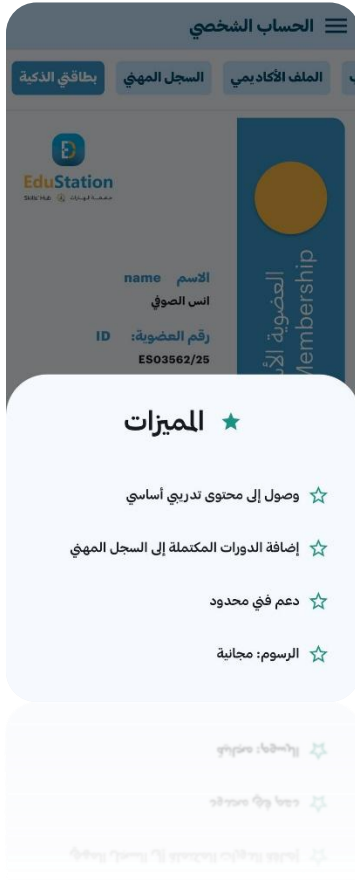 الحساب الشخصي
الملف الأكاديمي
السجل المهني
بطاقتي الذكية
EduStation
Skills' Hub
الاسم name
انس الصوفي
رقم العضوية: ID
ES03562/25
العضوية
Membership
المميزات
وصول إلى محتوى تدريبي أساسي
إضافة الدورات المكتملة إلى السجل المهني
دعم فني محدود
الرسوم: مجانية